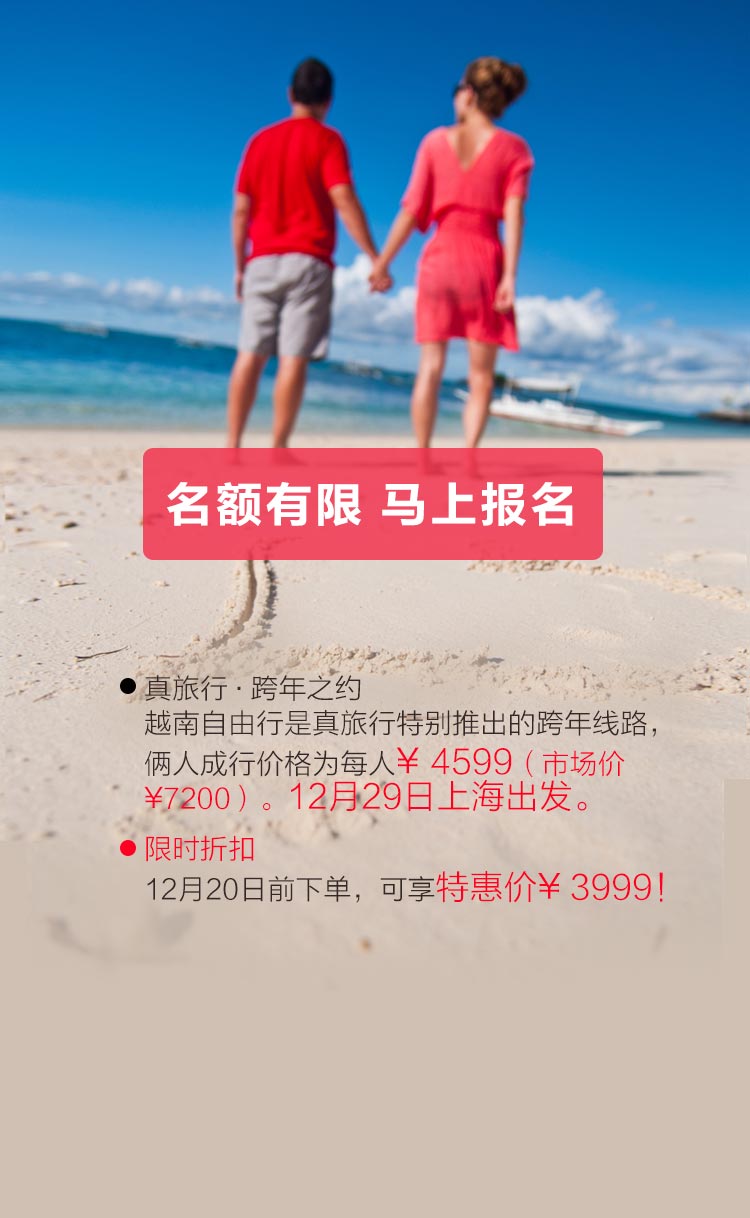 名额有限 马上报名
真旅行·跨年之约
越南自由行是真旅行特别推出的跨年线路，
俩人成行价格为每人¥ 4599（市场价
¥7200）。12月29日上海出发。
限时折扣
12月20日前下单，可享特惠价¥ 3999！